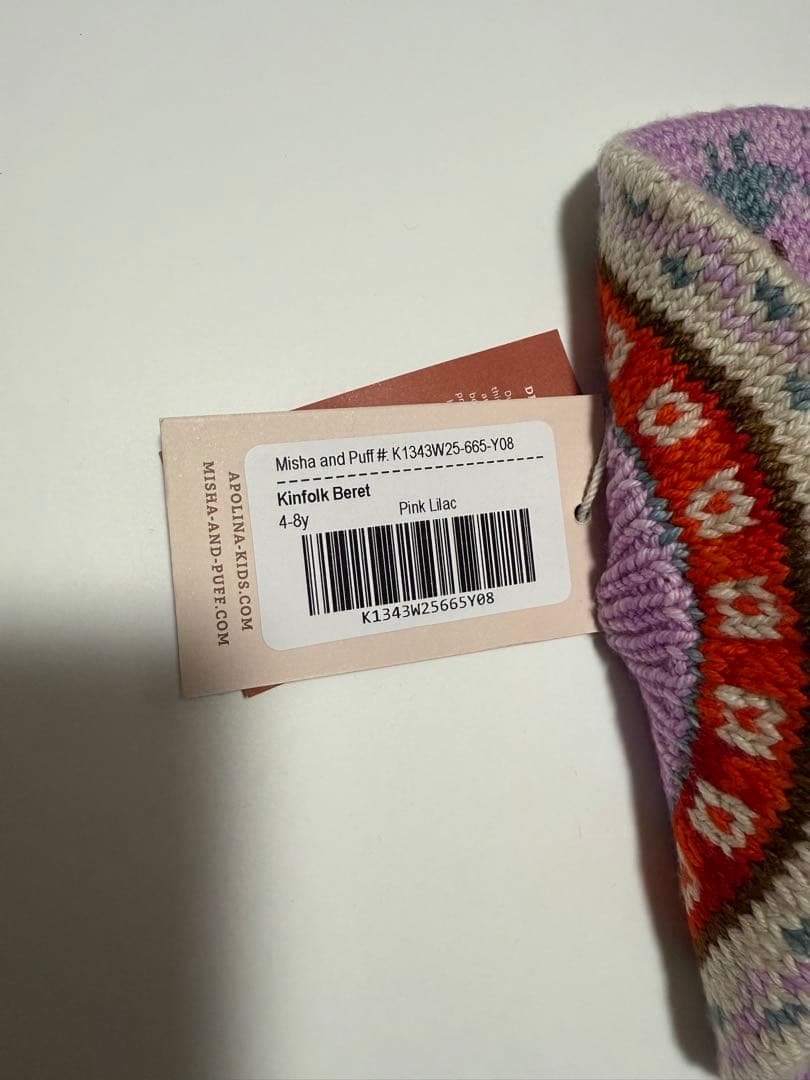 Misha and Puff #: K1343W25-665-Y08
Kinfolk Beret
4-8y
Pink Lilac
K1343W25665Y08
APOLINA-KIDS.COM
MISHA-AND-PUFF.COM